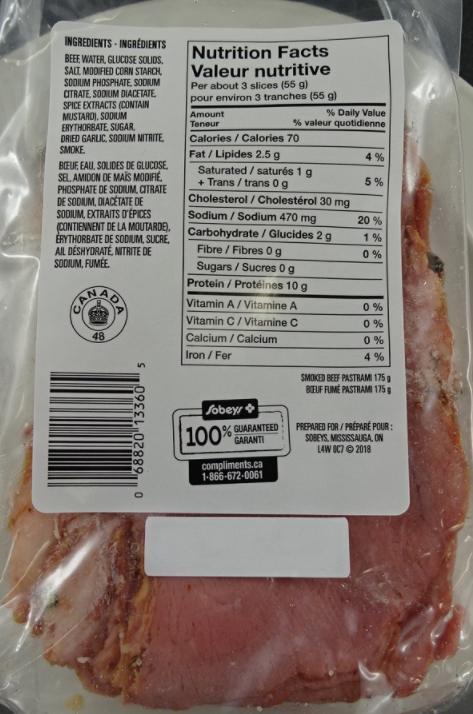 INGREDIENTS - INGRÉDIENTS
BEEF WATER, GLUCOSE SOLIDS,
SALT, MODIFIED CORN STARCH,
SODIUM PHOSPHATE, SODIUM
CITRATE, SODIUM DIACETATE,
SPICE EXTRACTS (CONTAIN
MUSTARD), SODIUM
ERYTHORBATE, SUGAR,
DRIED GARLIC, SODIUM NITRITE,
SMOKE.
BŒUF, EAU, SOLIDES DE GLUCOSE,
SEL, AMIDON DE MAÏS MODIFIÉ,
PHOSPHATE DE SODIUM, CITRATE
DE SODIUM, DIACÉTATE DE
SODIUM, EXTRAITS D'ÉPICES
(CONTIENNENT DE LA MOUTARDE),
ÉRYTHORBATE DE SODIUM, SUCRE,
AIL DÉSHYDRATÉ, NITRITE DE
SODIUM, FUMÉE.
CANADA
48
0 68820 13360 5
Nutrition Facts
Valeur nutritive
Per about 3 slices (55 g)
pour environ 3 tranches (55 g)
Amount % Daily Value
Teneur % valeur quotidienne
Calories / Calories 70
Fat / Lipides 2.5 g 4 %
Saturated / saturés 1 g
+ Trans / trans 0 g 5 %
Cholesterol / Cholestérol 30 mg
Sodium / Sodium 470 mg 20 %
Carbohydrate / Glucides 2 g 1 %
Fibre / Fibres 0 g 0 %
Sugars / Sucres 0 g
Protein / Protéines 10 g
Vitamin A / Vitamine A 0 %
Vitamin C / Vitamine C 0 %
Calcium / Calcium 0 %
Iron / Fer 4 %
SMOKED BEEF PASTRAMI 175 g
BŒUF FUMÉ PASTRAMI 175 g
Sobeys
100% GUARANTEED
GARANTI
compliments.ca
1-866-672-0061
PREPARED FOR / PRÉPARÉ POUR :
SOBEYS, MISSISSAUGA, ON
L4W 0C7 © 2018